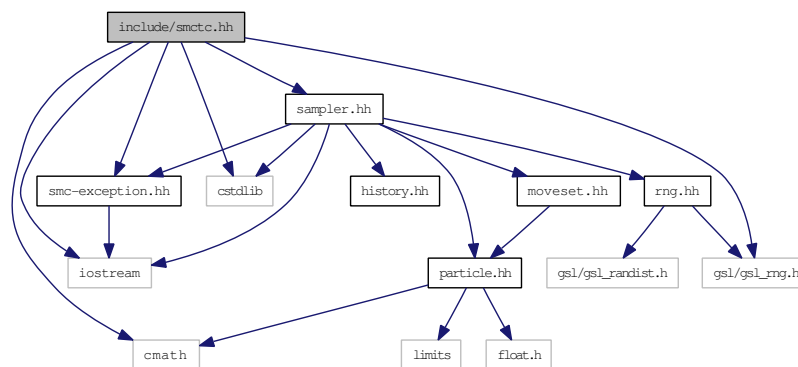 include/smctc.hh
sampler.hh
smc-exception.hh
cstdlib
history.hh
moveset.hh
rng.hh
iostream
particle.hh
gsl/gsl_randist.h
gsl/gsl_rng.h
cmath
limits
float.h